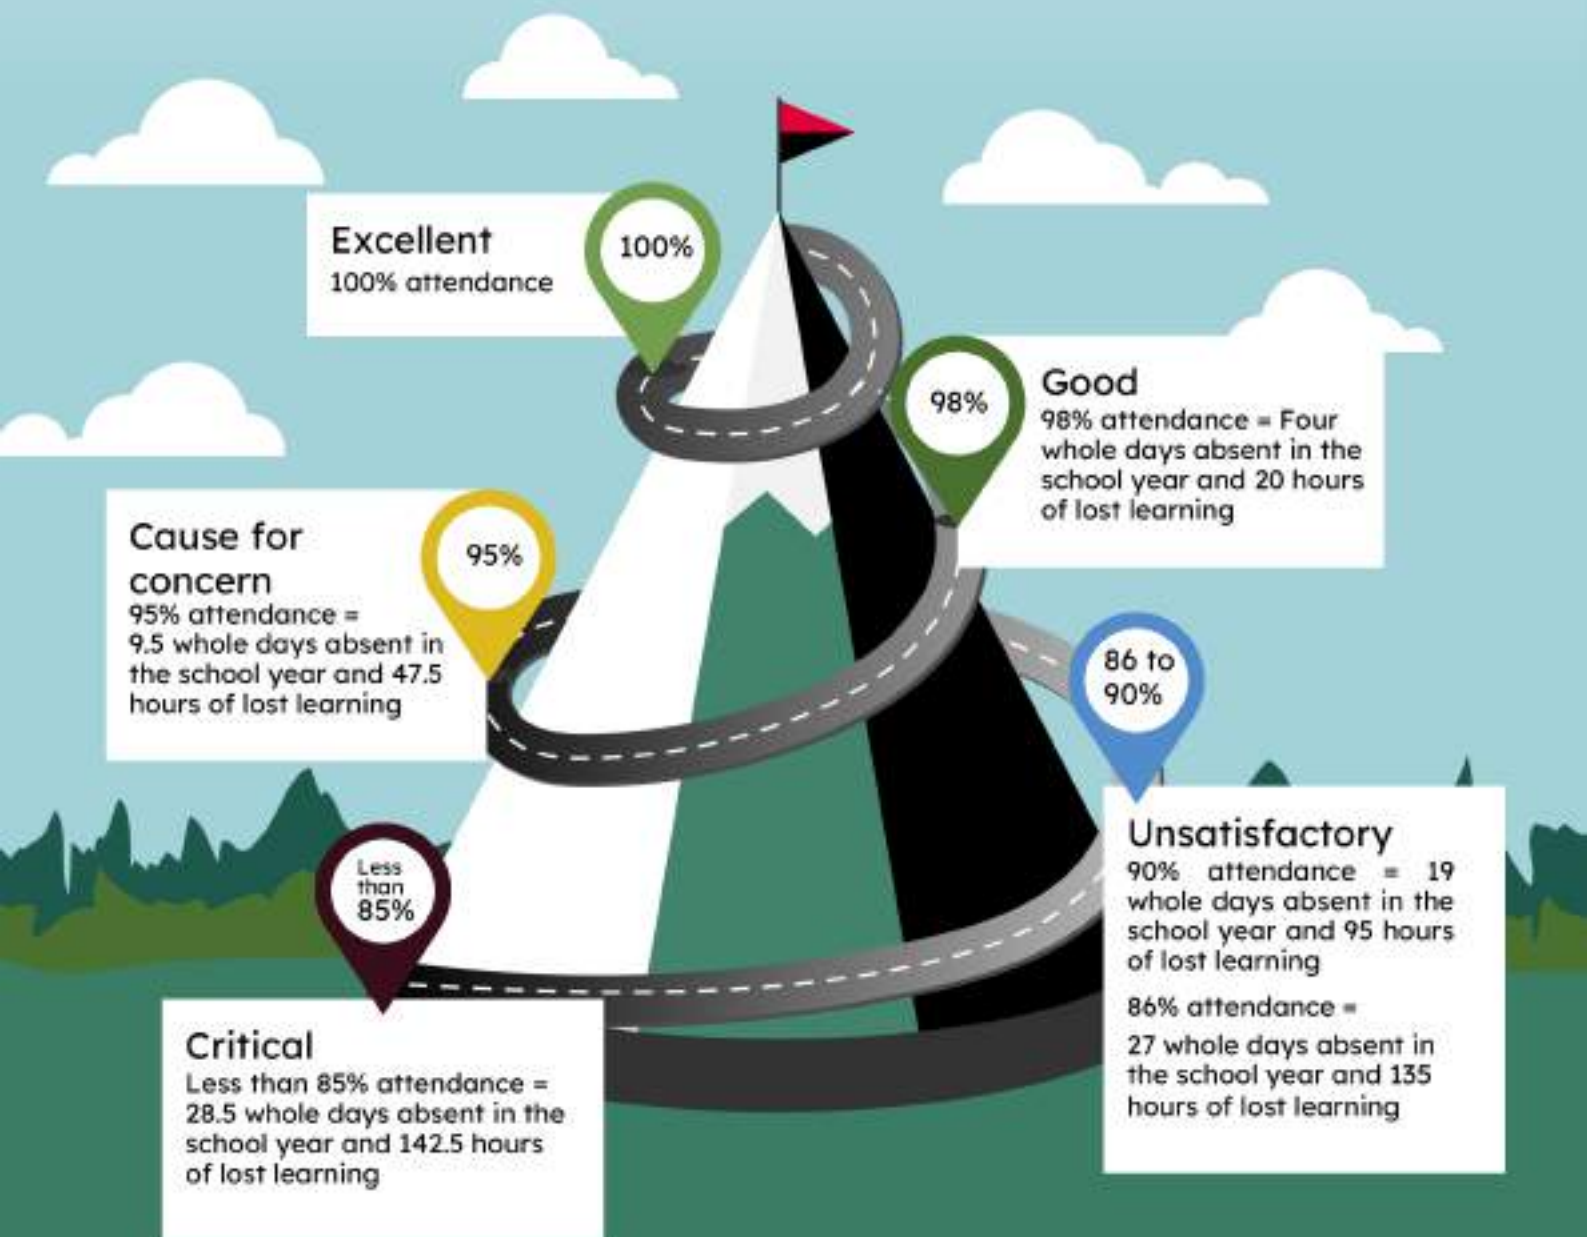 Excellent
100% attendance
100%
98%
Good
98% attendance = Four
whole days absent in the
school year and 20 hours
of lost learning
Cause for
concern
95% attendance =
9.5 whole days absent in
the school year and 47.5
hours of lost learning
95%
86 to
90%
Unsatisfactory
90% attendance = 19
whole days absent in the
school year and 95 hours
of lost learning
86% attendance =
27 whole days absent in
the school year and 135
hours of lost learning
Less
than
85%
Critical
Less than 85% attendance =
28.5 whole days absent in the
school year and 142.5 hours
of lost learning